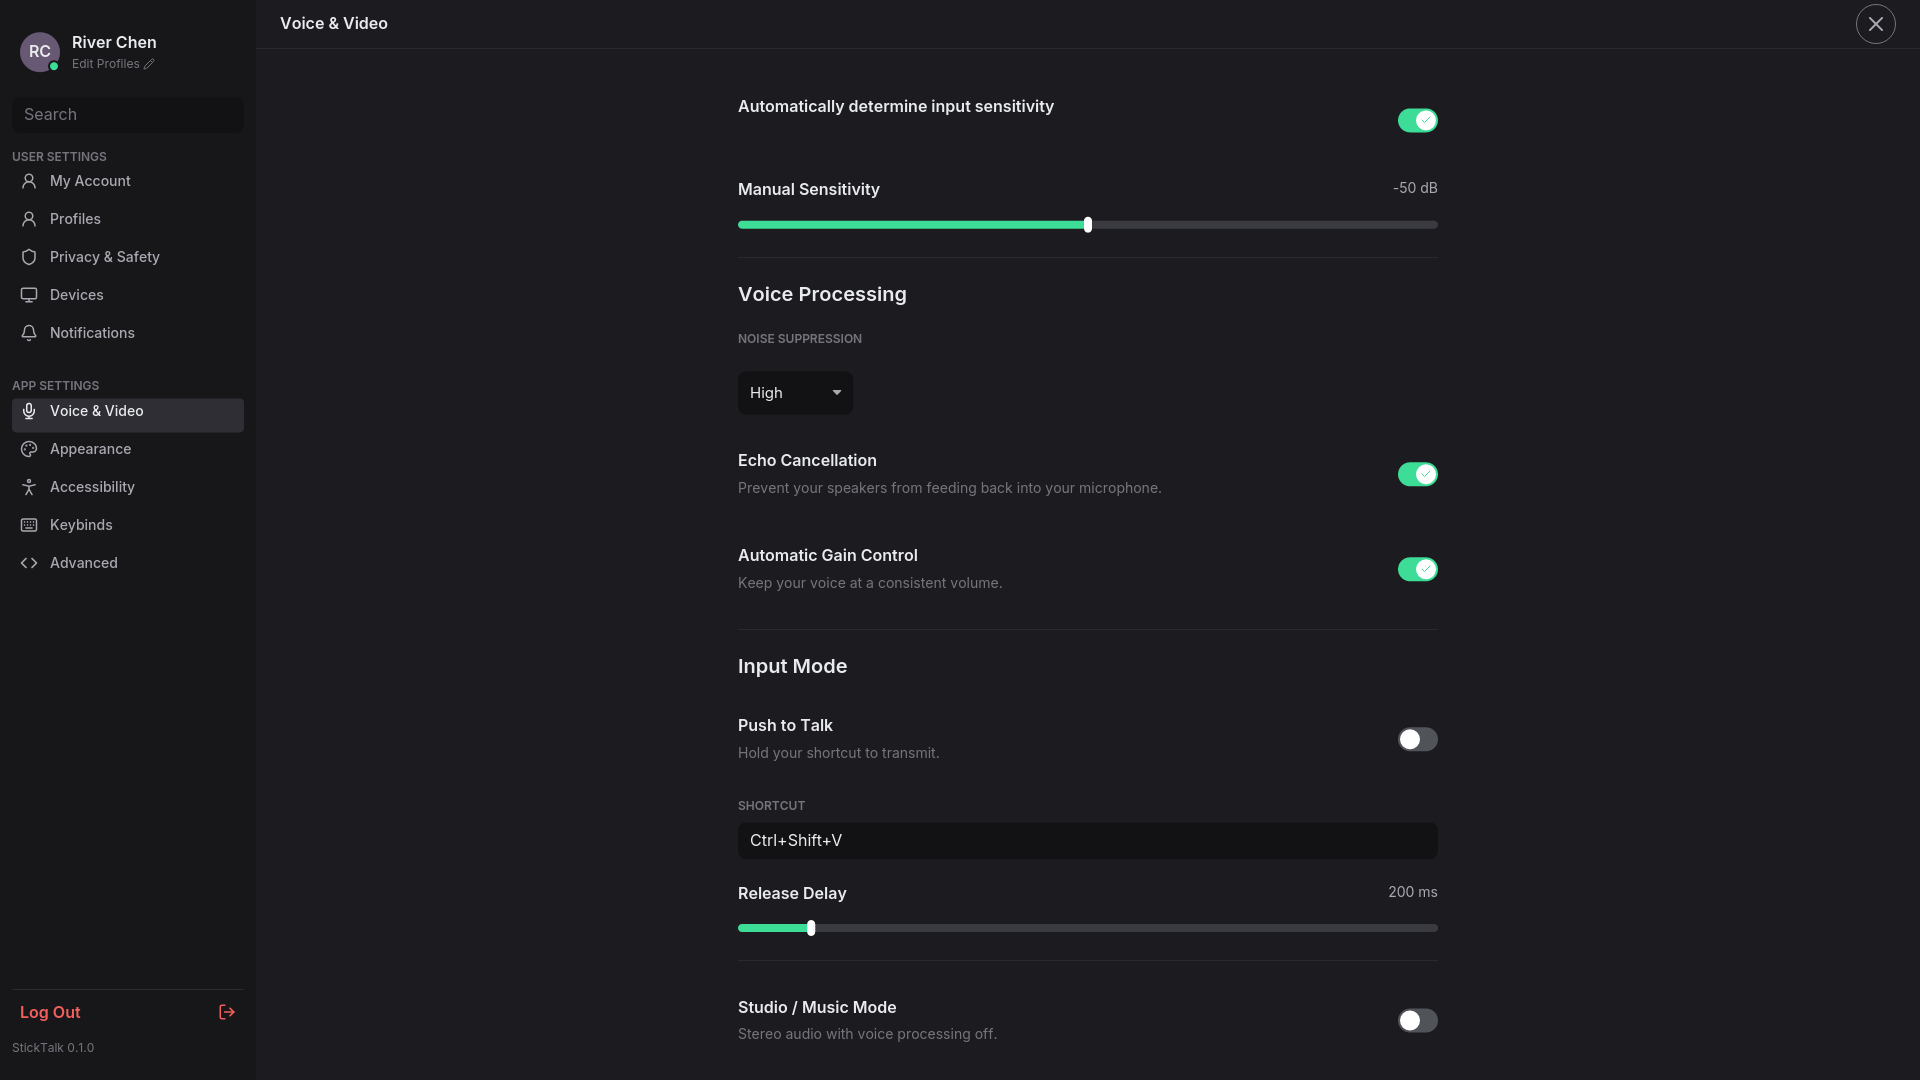 RC
River Chen
Edit Profiles
Search
USER SETTINGS
My Account
Profiles
Privacy & Safety
Devices
Notifications
APP SETTINGS
Voice & Video
Appearance
Accessibility
Keybinds
Advanced
Log Out
StickTalk 0.1.0
Voice & Video
Automatically determine input sensitivity
Manual Sensitivity
-50 dB
Voice Processing
NOISE SUPPRESSION
High
Echo Cancellation
Prevent your speakers from feeding back into your microphone.
Automatic Gain Control
Keep your voice at a consistent volume.
Input Mode
Push to Talk
Hold your shortcut to transmit.
SHORTCUT
Ctrl+Shift+V
Release Delay
200 ms
Studio / Music Mode
Stereo audio with voice processing off.